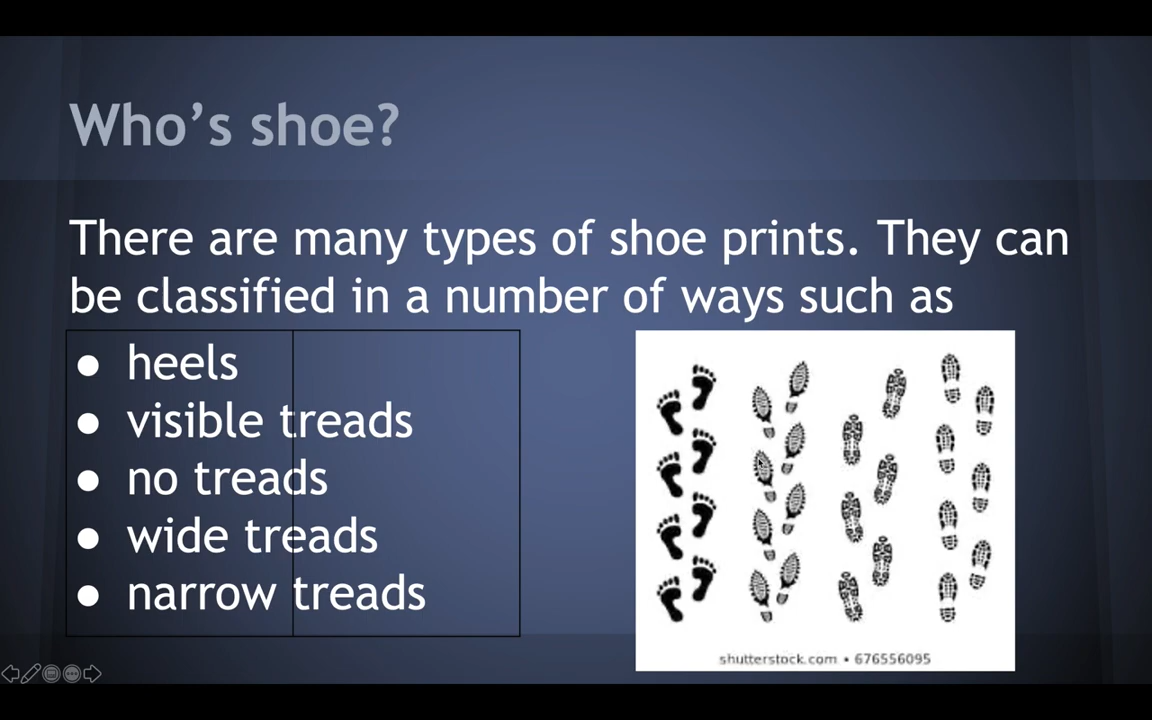 Who's shoe?
There are many types of shoe prints. They can
be classified in a number of ways such as
● heels
● visible treads
● no treads
● wide treads
● narrow treads
shutterstock.com • 676556095